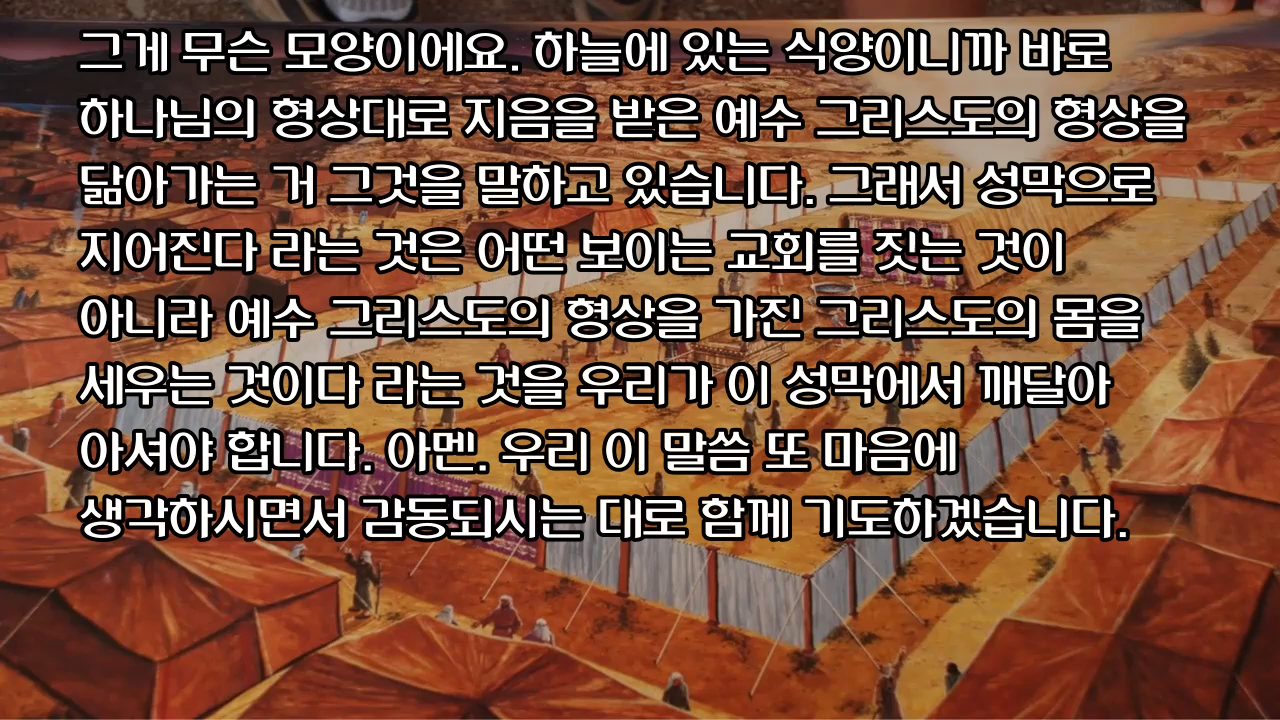 그게 무슨 모양이에요. 하늘에 있는 식양이니까 바로
하나님의 형상대로 지음을 받은 예수 그리스도의 형상을
닮아가는 거 그것을 말하고 있습니다. 그래서 성막으로
지어진다 라는 것은 어떤 보이는 교회를 짓는 것이
아니라 예수 그리스도의 형상을 가진 그리스도의 몸을
세우는 것이다 라는 것을 우리가 이 성막에서 깨달아
아셔야 합니다. 아멘. 우리 이 말씀 또 마음에
생각하시면서 감동되시는 대로 함께 기도하겠습니다.